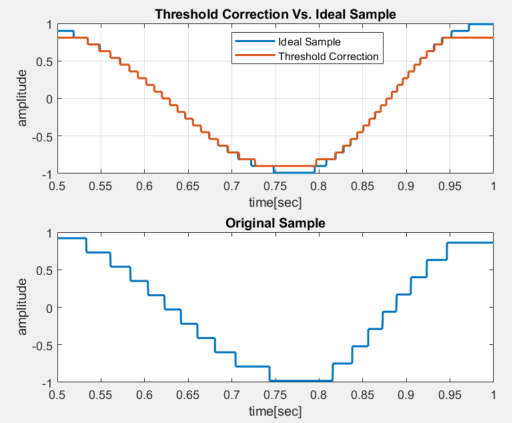 Threshold Correction Vs. Ideal Sample
1
0.5
0
-0.5
-1
amplitude
Ideal Sample
Threshold Correction
0.5 0.55 0.6 0.65 0.7 0.75 0.8 0.85 0.9 0.95 1
time[sec]
Original Sample
1
0.5
0
-0.5
-1
amplitude
0.5 0.55 0.6 0.65 0.7 0.75 0.8 0.85 0.9 0.95 1
time[sec]